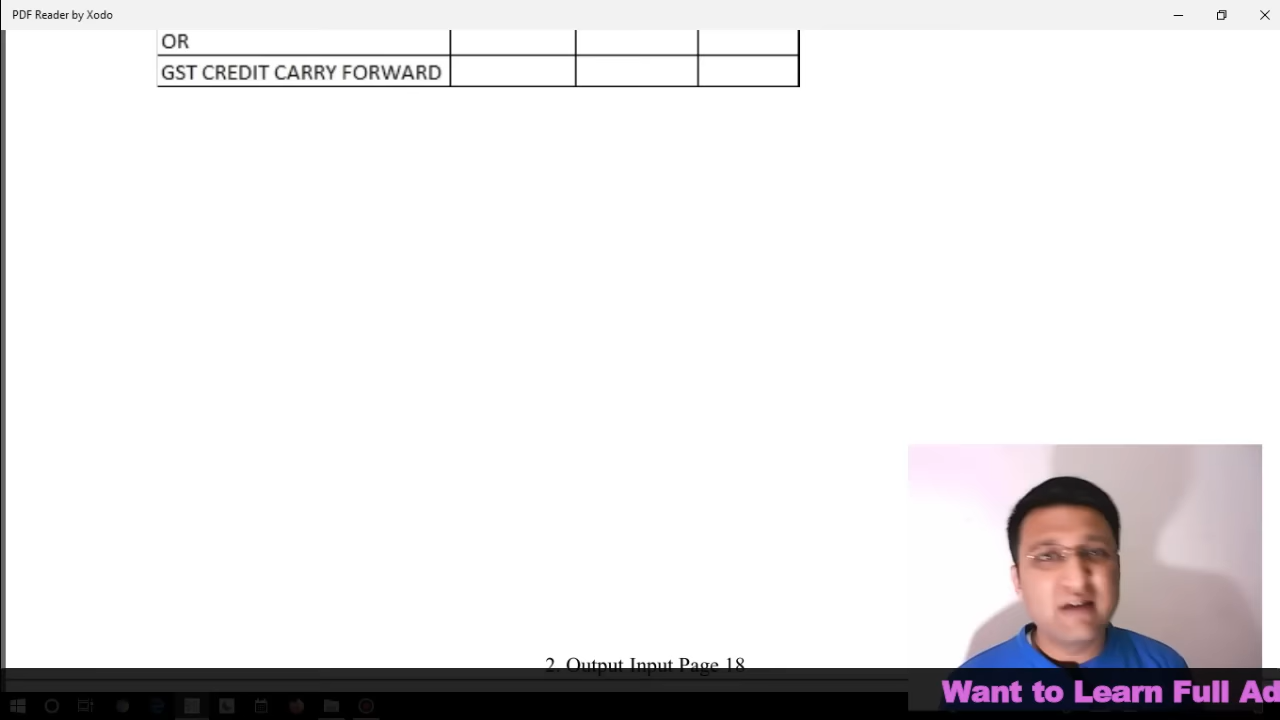 PDF Reader by Xodo
OR
GST CREDIT CARRY FORWARD
2. Output Input Page 18
Want to Learn Full Ad